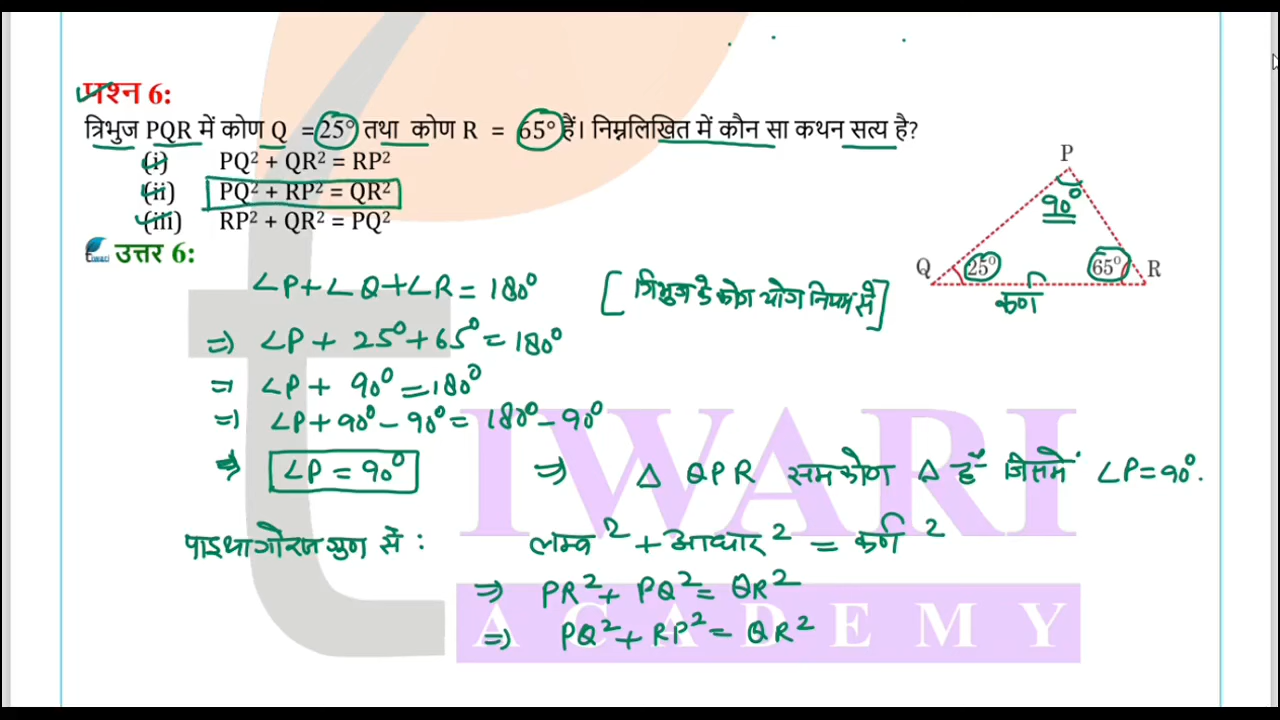 प्रश्न 6:
त्रिभुज PQR में कोण Q = 25° तथा कोण R = 65° हैं। निम्नलिखित में कौन सा कथन सत्य है?
(i) PQ² + QR² = RP²
(ii) PQ² + RP² = QR²
(iii) RP² + QR² = PQ²
P
90°
Q 25° 65° R
कर्ण
उत्तर 6:
∠P+∠Q+∠R = 180° [त्रिभुज के कोण योग नियम से]
⇒ ∠P + 25°+65° = 180°
⇒ ∠P + 90° = 180°
⇒ ∠P + 90° - 90° = 180° - 90°
⇒ ∠P = 90° ⇒ Δ QPR समकोण Δ हैं जिसमें ∠P = 90°.
पाइथागोरज गुण से : लम्ब² + आधार² = कर्ण²
⇒ PR² + PQ² = QR²
⇒ PQ² + RP² = QR²
IWARI
ACADEMY